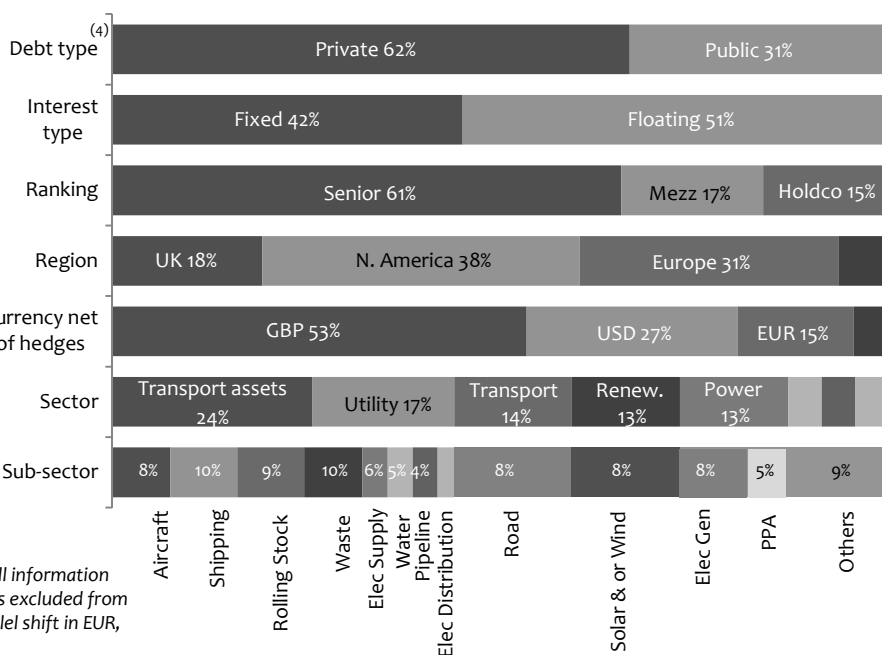 (4)
Debt type
Private 62%
Public 31%
Interest
type
Fixed 42%
Floating 51%
Ranking
Senior 61%
Mezz 17%
Holdco 15%
Region
UK 18%
N. America 38%
Europe 31%
urrency net
of hedges
GBP 53%
USD 27%
EUR 15%
Sector
Transport assets
24%
Utility 17%
Transport
14%
Renew.
13%
Power
13%
Sub-sector
8%
10%
9%
10%
6%
5%
4%
8%
8%
8%
5%
9%
Aircraft
Shipping
Rolling Stock
Waste
Elec Supply
Water
Pipeline
Elec Distribution
Road
Solar & or Wind
Elec Gen
PPA
Others
ll information
s excluded from
lel shift in EUR,